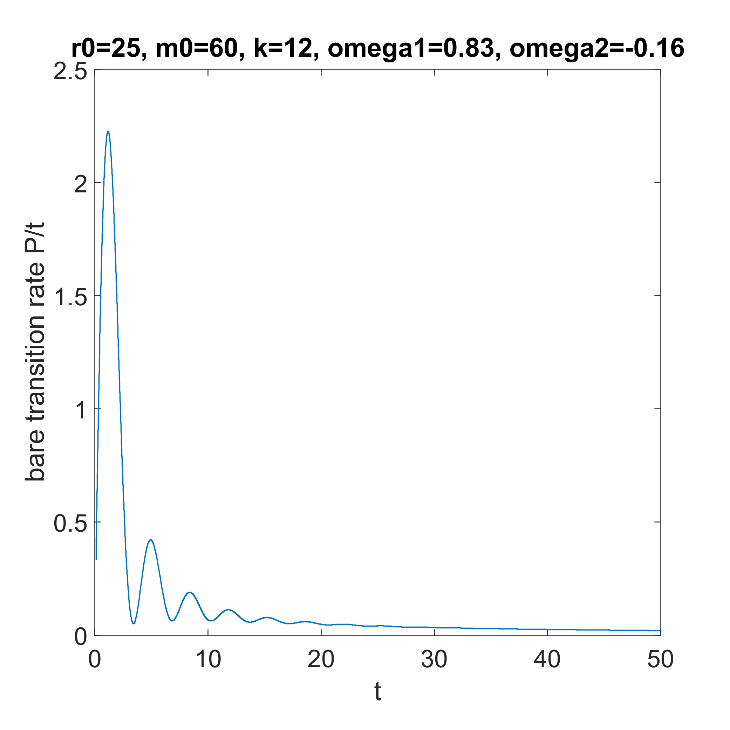 r0=25, m0=60, k=12, omega1=0.83, omega2=-0.16
2.5
2
1.5
1
0.5
0
bare transition rate P/t
0 10 20 30 40 50
t